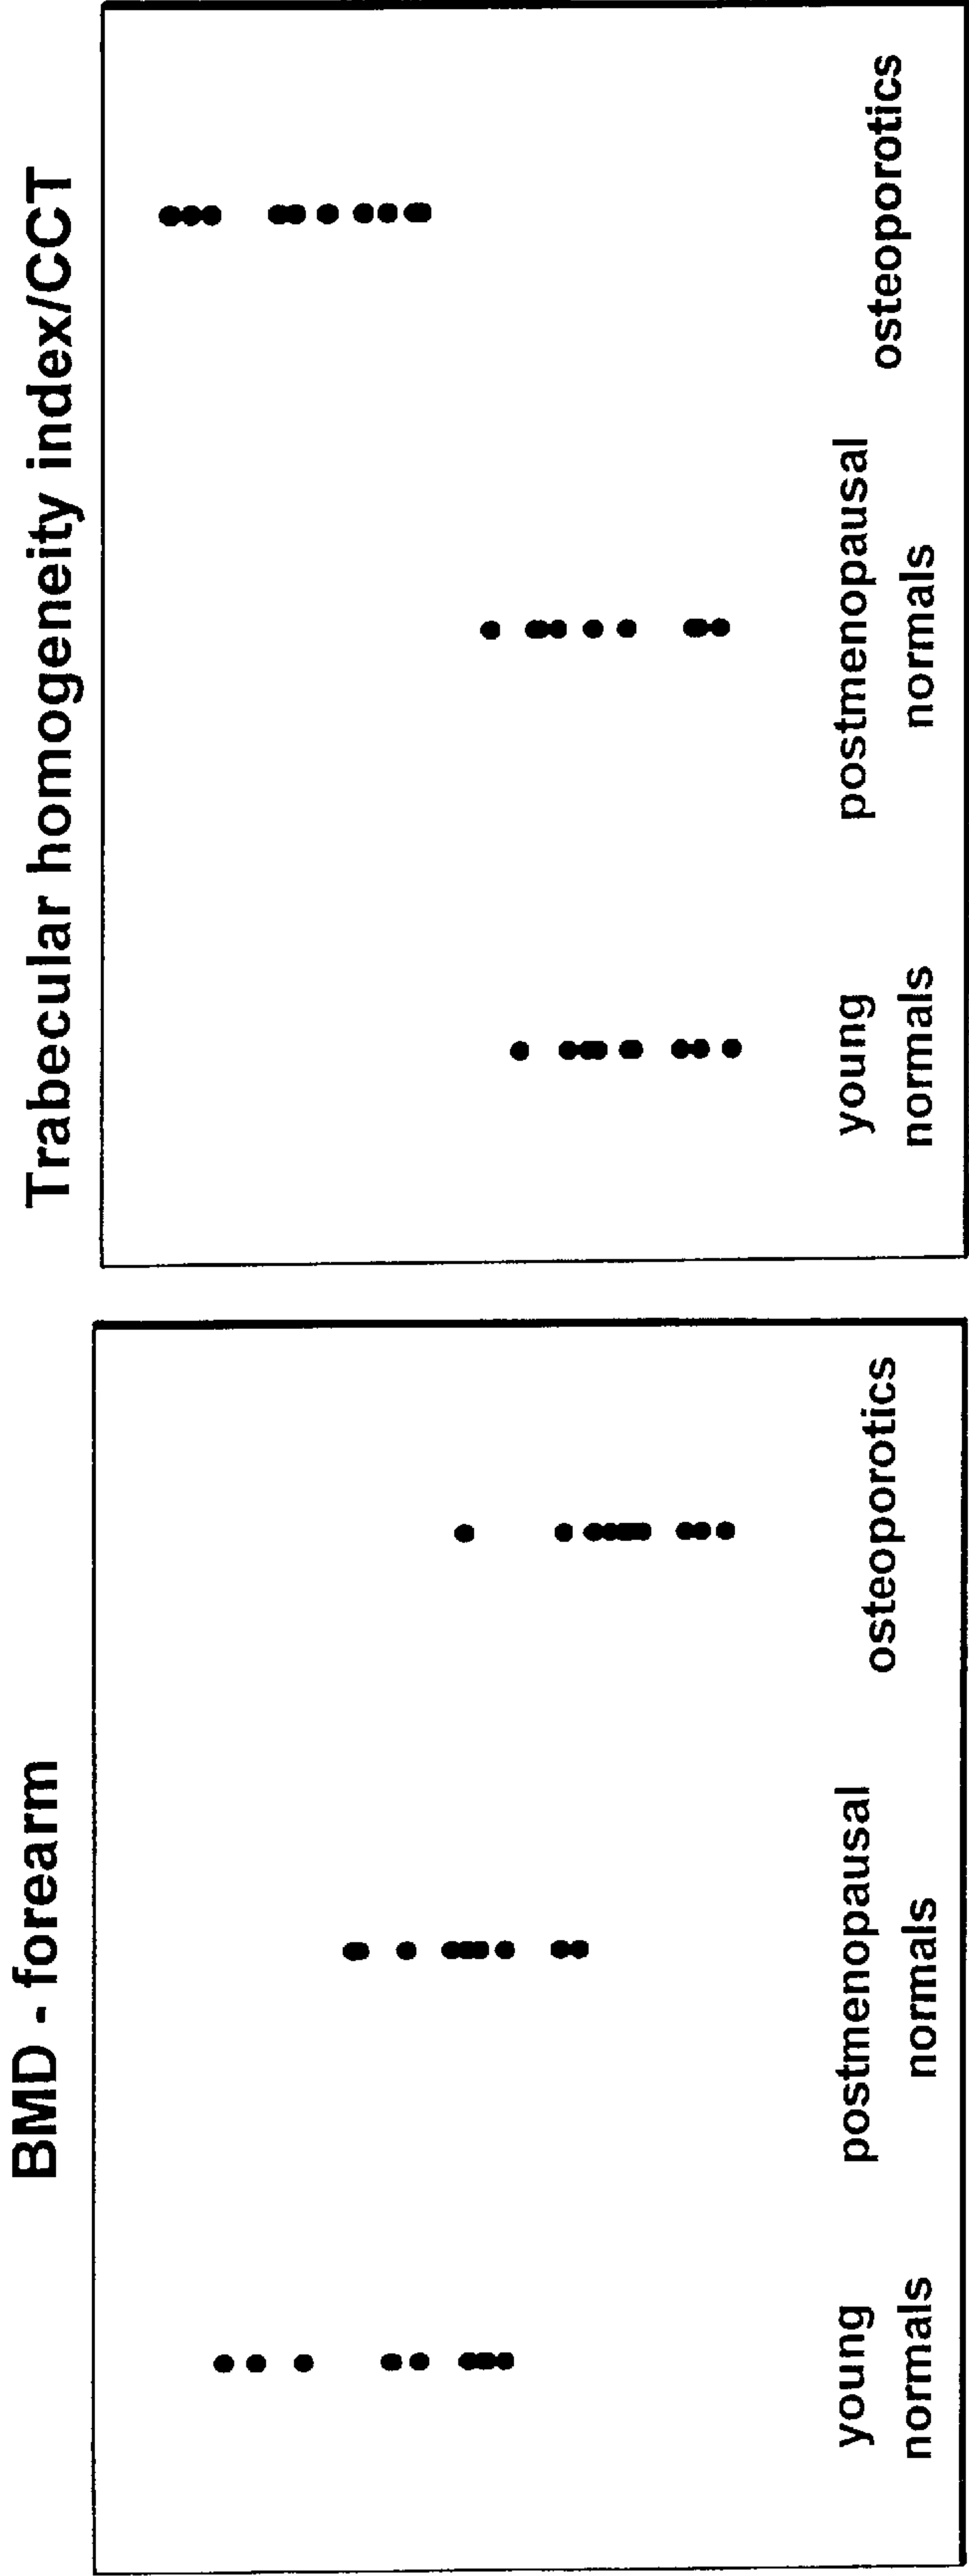 BMD - forearm
young
normals
postmenopausal
normals
osteoporotics
Trabecular homogeneity index/CCT
young
normals
postmenopausal
normals
osteoporotics